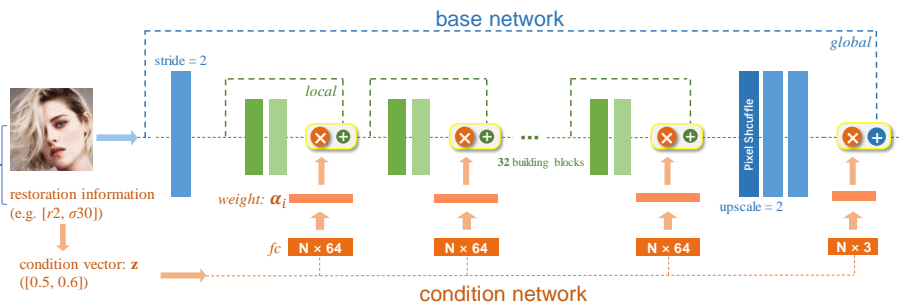 base network
global
stride = 2
local
Pixel Shcuffle
32 building blocks
restoration information
(e.g. [r2, σ30])
weight: αi
upscale = 2
fc
N × 64
N × 64
N × 64
N × 3
condition vector: z
([0.5, 0.6])
condition network